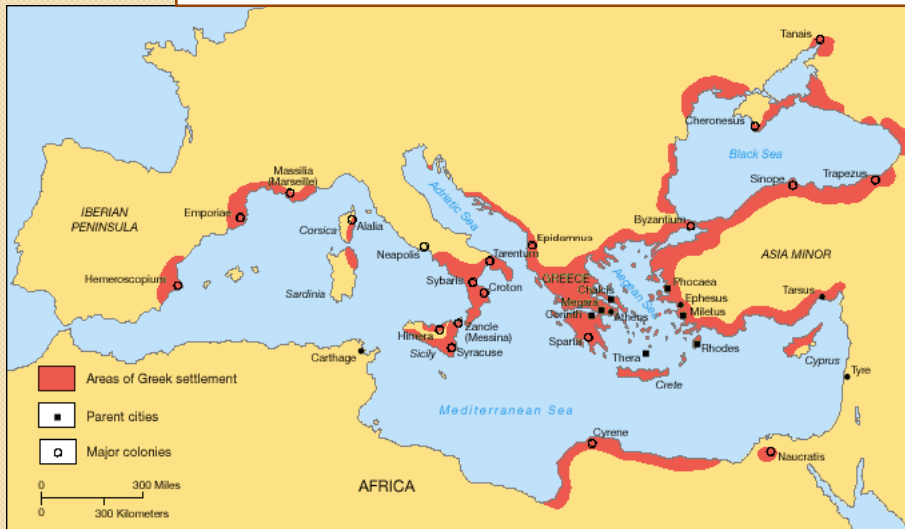 Tanais
Cheronesus
Black Sea
Sinope
Trapezus
Byzantium
Massilia
(Marseille)
Emporiae
IBERIAN
PENINSULA
Corsica
Alalia
Adriatic Sea
Neapolis
Epidamnus
Tarentum
Hemeroscopium
Sardinia
Sybaris
Croton
GREECE
Aegean Sea
ASIA MINOR
Phocaea
Chalcis
Ephesus
Megara
Miletus
Tarsus
Corinth
Athens
Himera
Zancle
(Messina)
Sicily
Syracuse
Sparta
Carthage
Thera
Rhodes
Cyprus
Crete
Tyre
Mediterranean Sea
Cyrene
Naucratis
AFRICA
Areas of Greek settlement
Parent cities
Major colonies
0 300 Miles
0 300 Kilometers